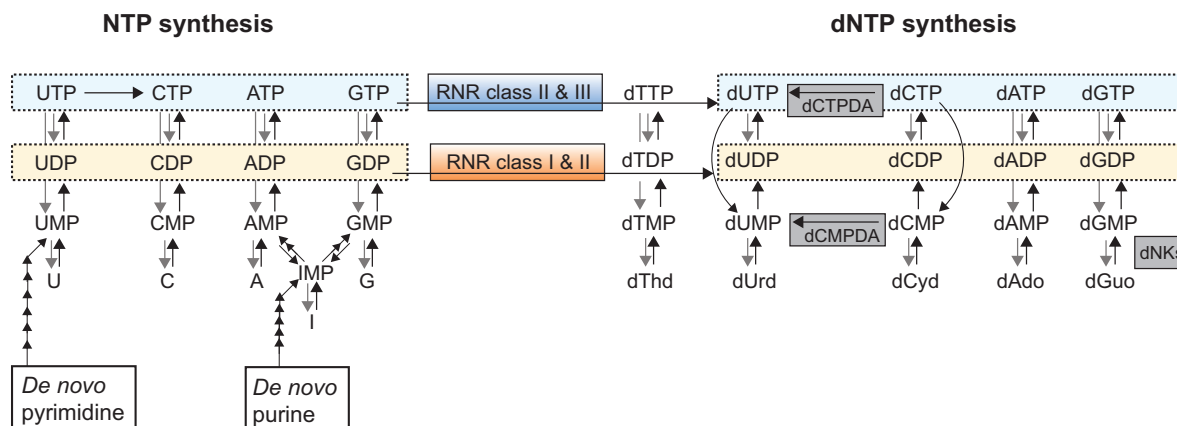 NTP synthesis
dNTP synthesis
UTP CTP ATP GTP RNR class II & III dTTP dUTP dCTPDA dCTP dATP dGTP
UDP CDP ADP GDP RNR class I & II dTDP dUDP dCDP dADP dGDP
UMP CMP AMP GMP dTMP dUMP dCMPDA dCMP dAMP dGMP
dNKs
U C A IMP G dThd dUrd dCyd dAdo dGuo
I
De novo
pyrimidine
De novo
purine